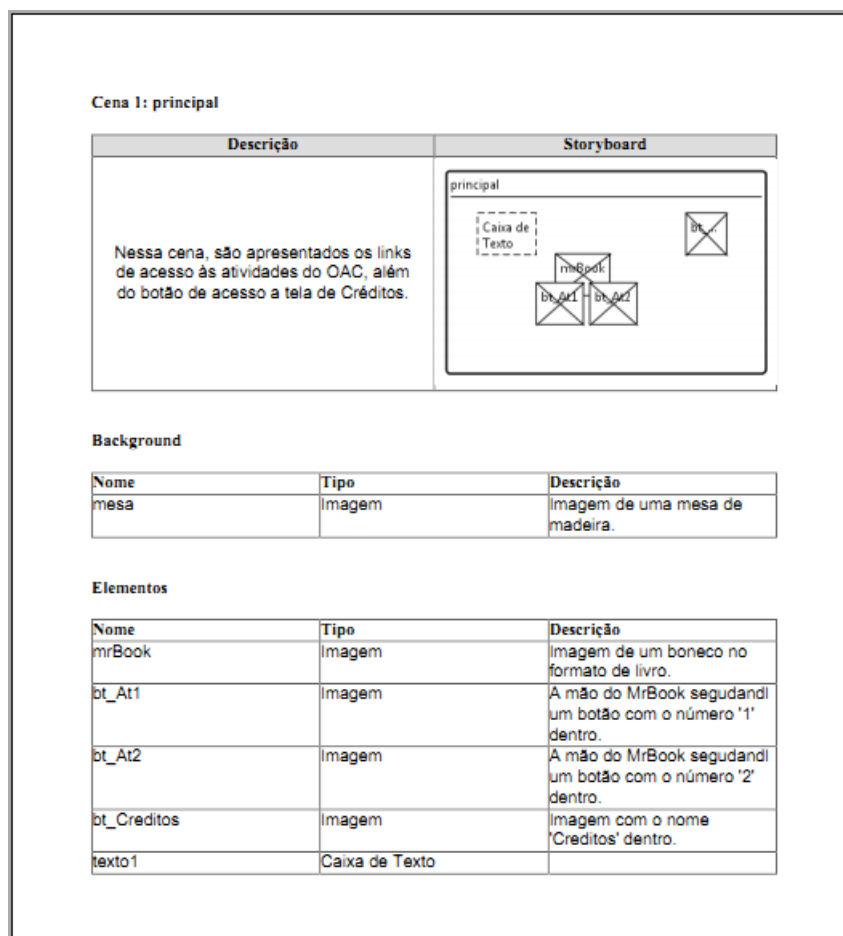 Cena 1: principal
Descrição
Storyboard
Nessa cena, são apresentados os links
de acesso às atividades do OAC, além
do botão de acesso a tela de Créditos.
principal
Caixa de
Texto
bt_...
mrBook
bt_At1
bt_At2
Background
Nome Tipo Descrição
mesa Imagem Imagem de uma mesa de
madeira.
Elementos
Nome Tipo Descrição
mrBook Imagem Imagem de um boneco no
formato de livro.
bt_At1 Imagem A mão do MrBook segudandl
um botão com o número '1'
dentro.
bt_At2 Imagem A mão do MrBook segudandl
um botão com o número '2'
dentro.
bt_Creditos Imagem Imagem com o nome
'Creditos' dentro.
texto1 Caixa de Texto